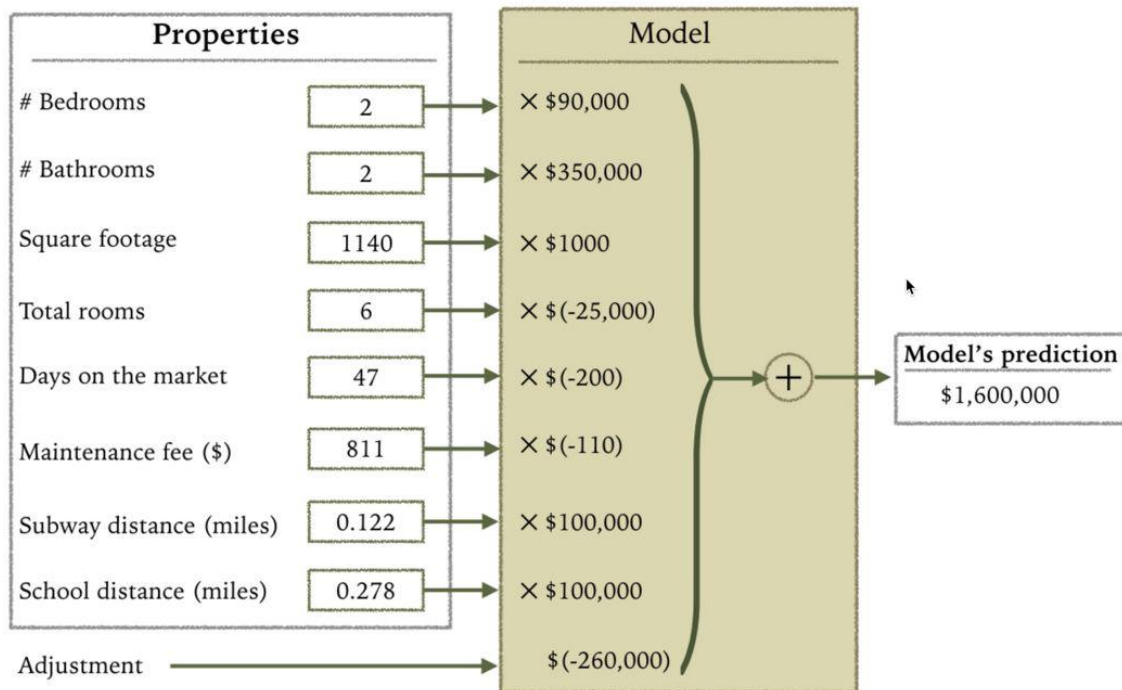 Properties
Model
# Bedrooms 2 × $90,000
# Bathrooms 2 × $350,000
Square footage 1140 × $1000
Total rooms 6 × $(-25,000)
Days on the market 47 × $(-200)
+
Model's prediction
$1,600,000
Maintenance fee ($) 811 × $(-110)
Subway distance (miles) 0.122 × $100,000
School distance (miles) 0.278 × $100,000
Adjustment $(-260,000)